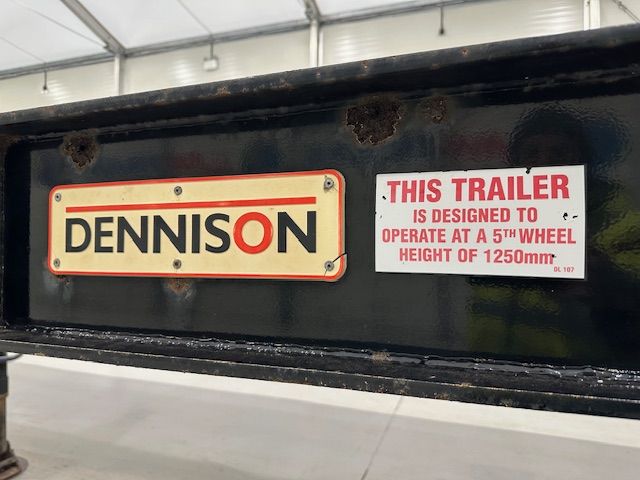 DENNISON
THIS TRAILER
IS DESIGNED TO
OPERATE AT A 5TH WHEEL
HEIGHT OF 1250mm
DL 107